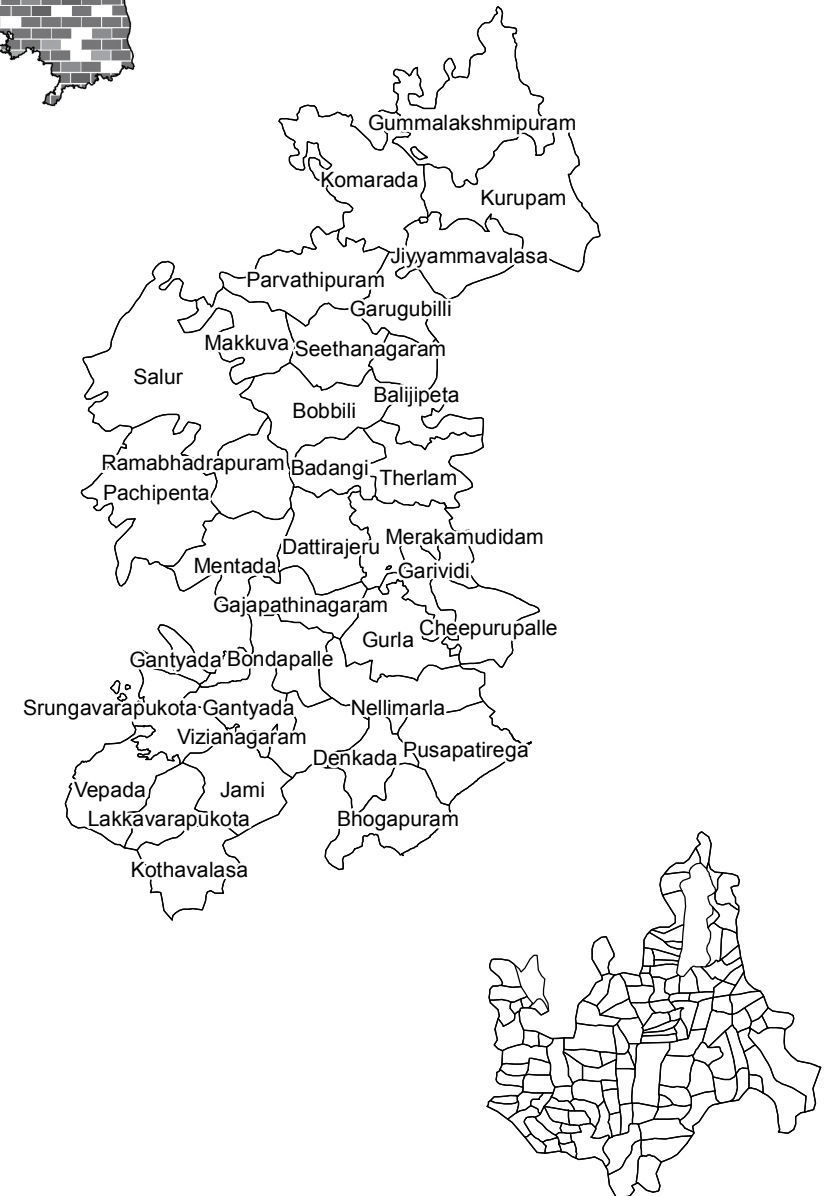 Gummalakshmipuram
Komarada
Kurupam
Jiyyammavalasa
Parvathipuram
Garugubilli
Makkuva
Seethanagaram
Salur
Balijipeta
Bobbili
Ramabhadrapuram
Badangi
Therlam
Pachipenta
Merakamudidam
Dattirajeru
Mentada
Garividi
Gajapathinagaram
Cheepurupalle
Gurla
Gantyada
Bondapalle
Srungavarapukota
Gantyada
Nellimarla
Vizianagaram
Denkada
Pusapatirega
Vepada
Jami
Lakkavarapukota
Bhogapuram
Kothavalasa